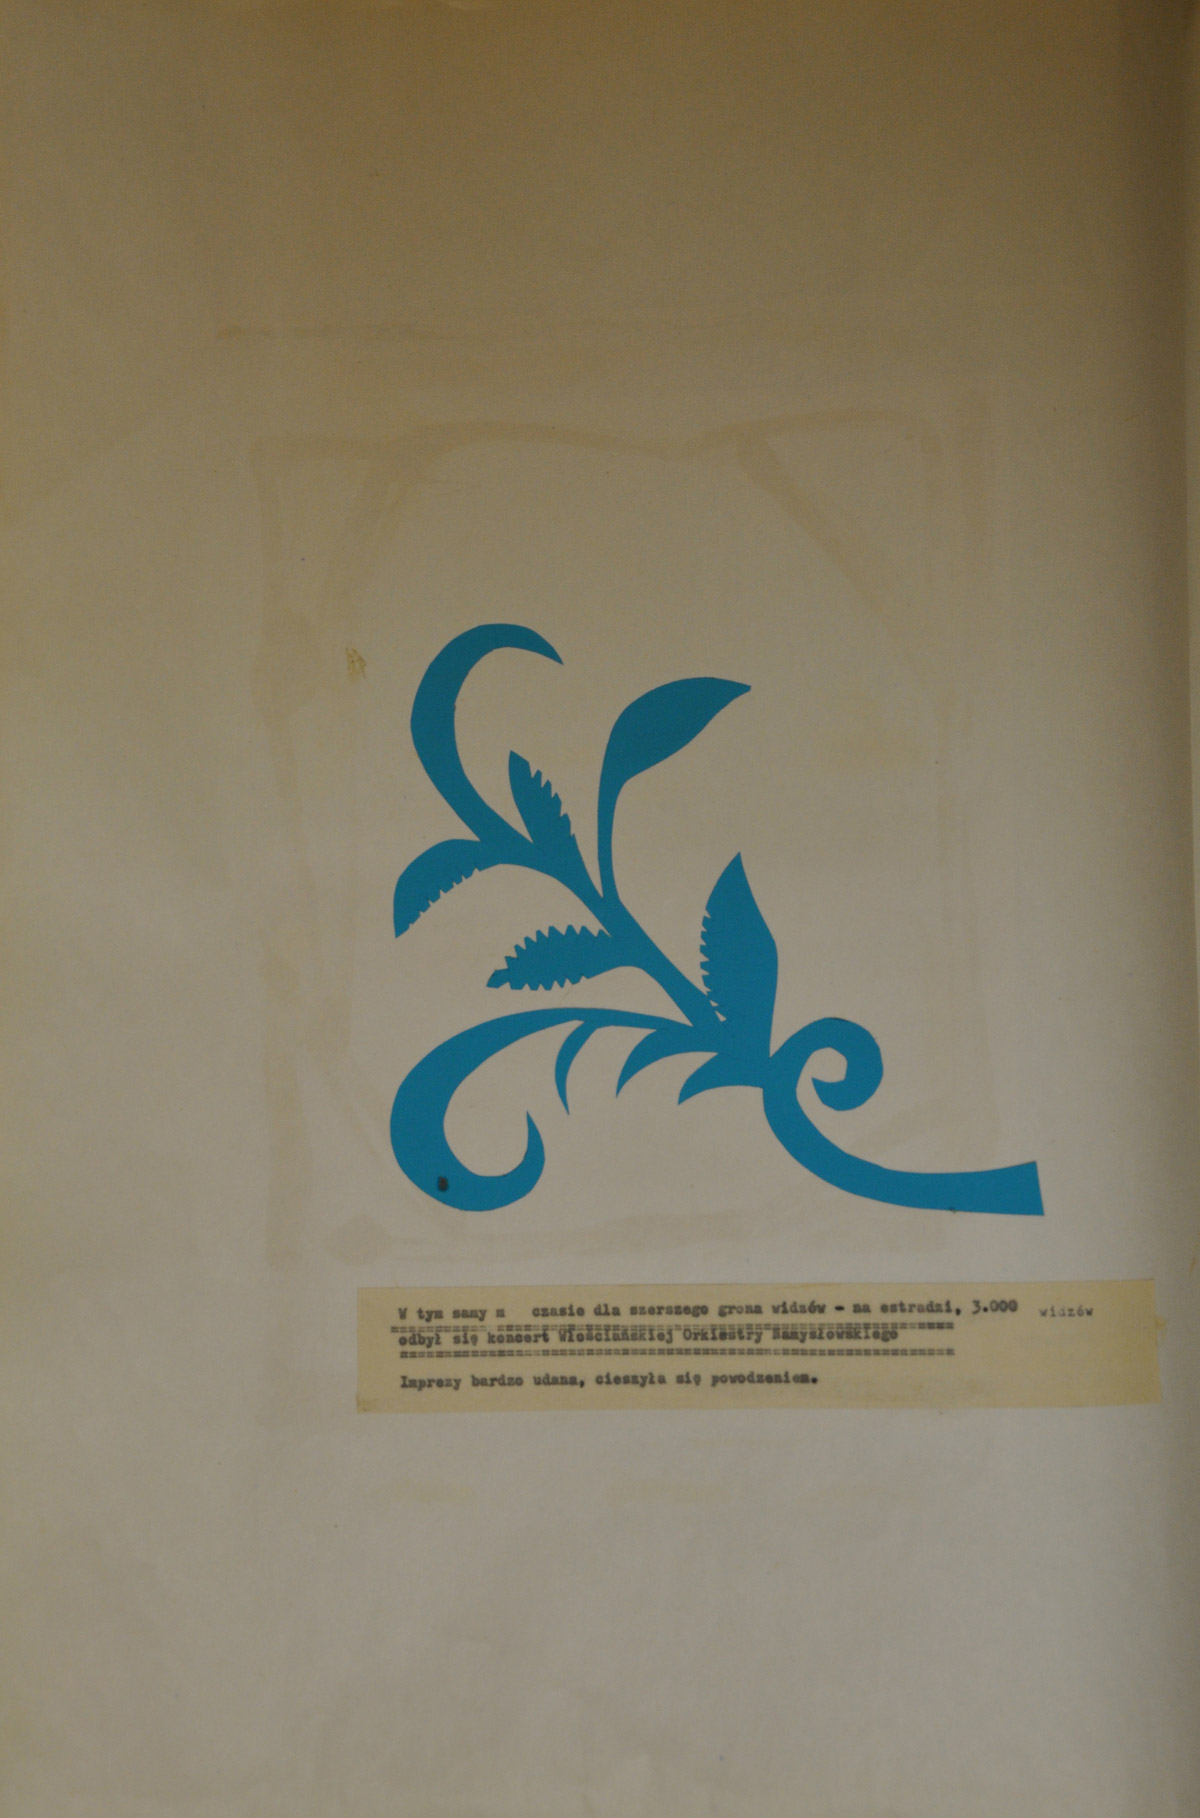 W tym samy m czasie dla szerszego grona widzów - na estradzi, 3.000 widzów
odbył się koncert Włościańskiej Orkiestry Namysłowskiego
Imprezy bardzo udana, cieszyła się powodzeniem.